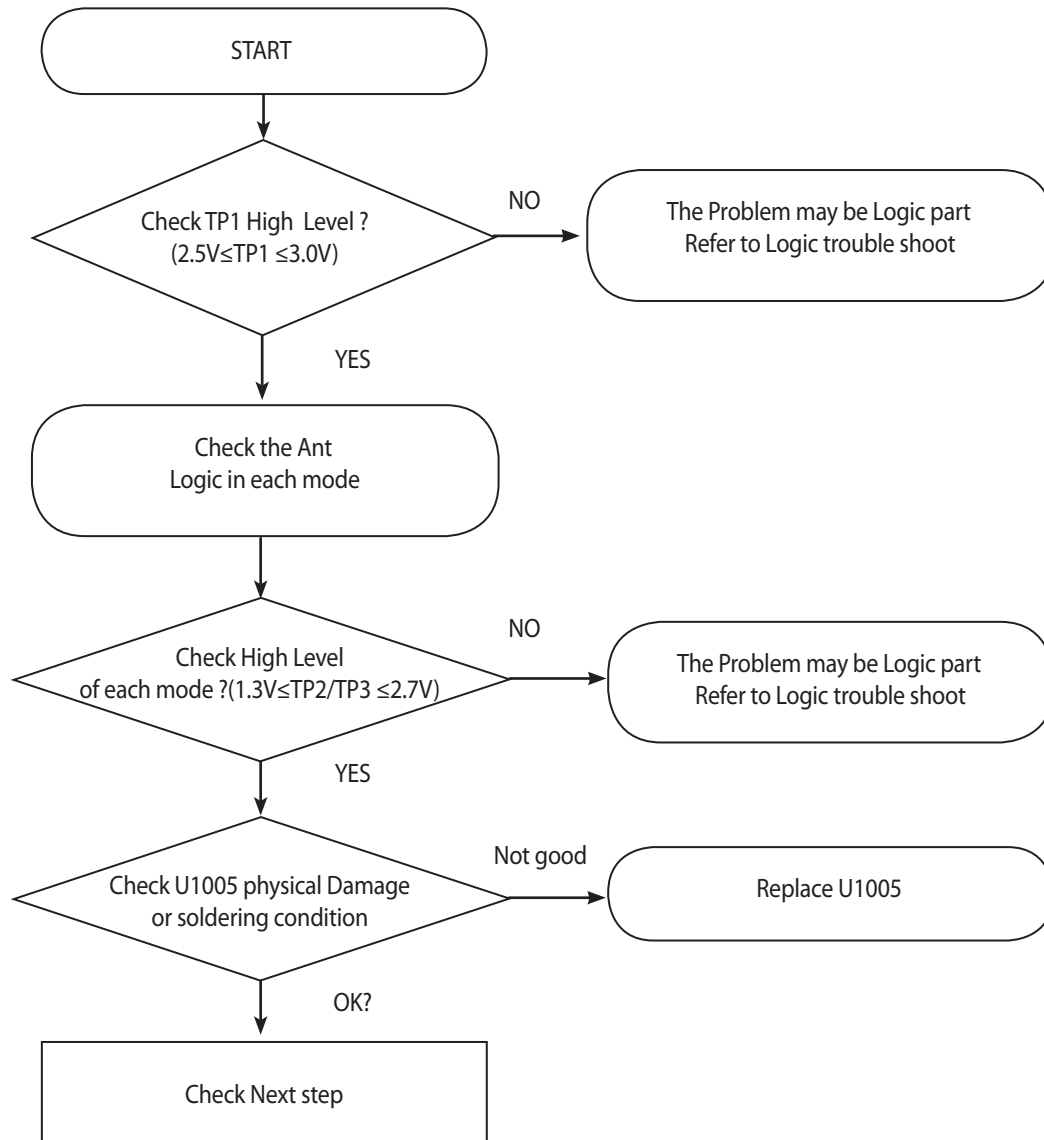 START
Check TP1 High Level ?
(2.5V≤TP1 ≤3.0V)
NO
The Problem may be Logic part
Refer to Logic trouble shoot
YES
Check the Ant
Logic in each mode
Check High Level
of each mode ?(1.3V≤TP2/TP3 ≤2.7V)
NO
The Problem may be Logic part
Refer to Logic trouble shoot
YES
Check U1005 physical Damage
or soldering condition
Not good
Replace U1005
OK?
Check Next step